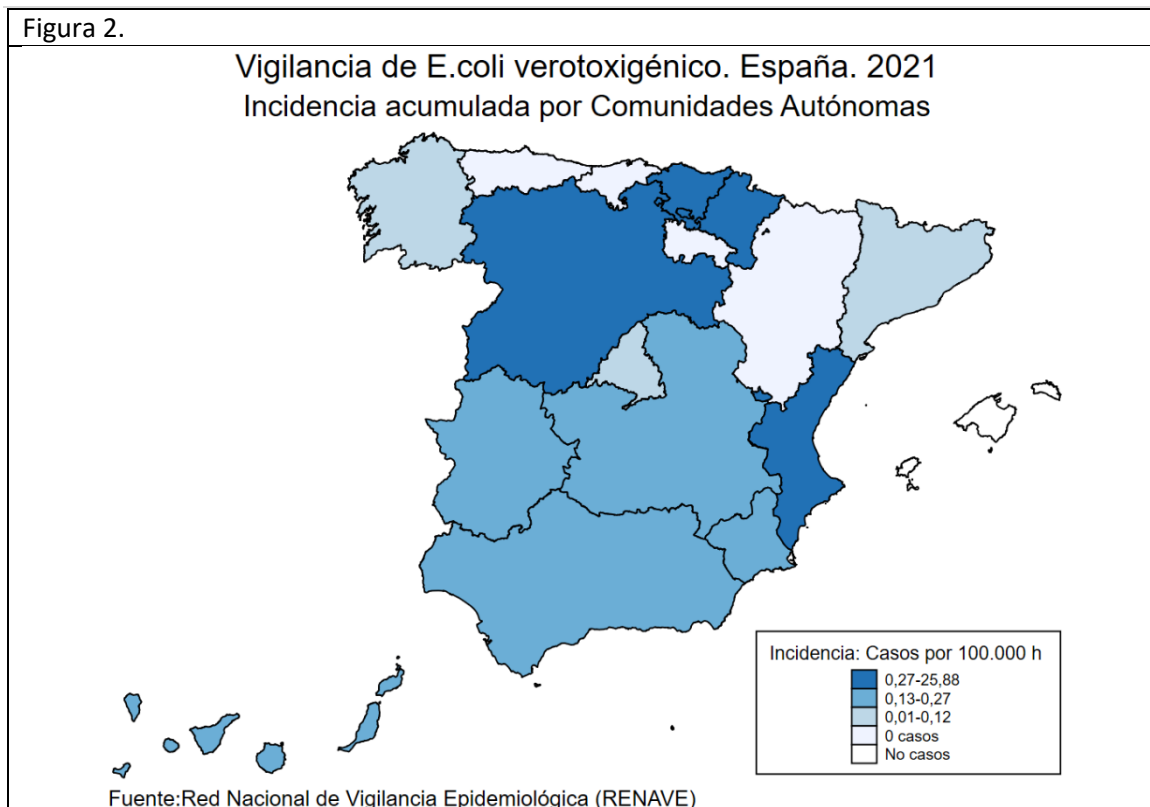 Figura 2.
Vigilancia de E.coli verotoxigénico. España. 2021
Incidencia acumulada por Comunidades Autónomas
Incidencia: Casos por 100.000 h
0,27-25,88
0,13-0,27
0,01-0,12
0 casos
No casos
Fuente:Red Nacional de Vigilancia Epidemiológica (RENAVE)